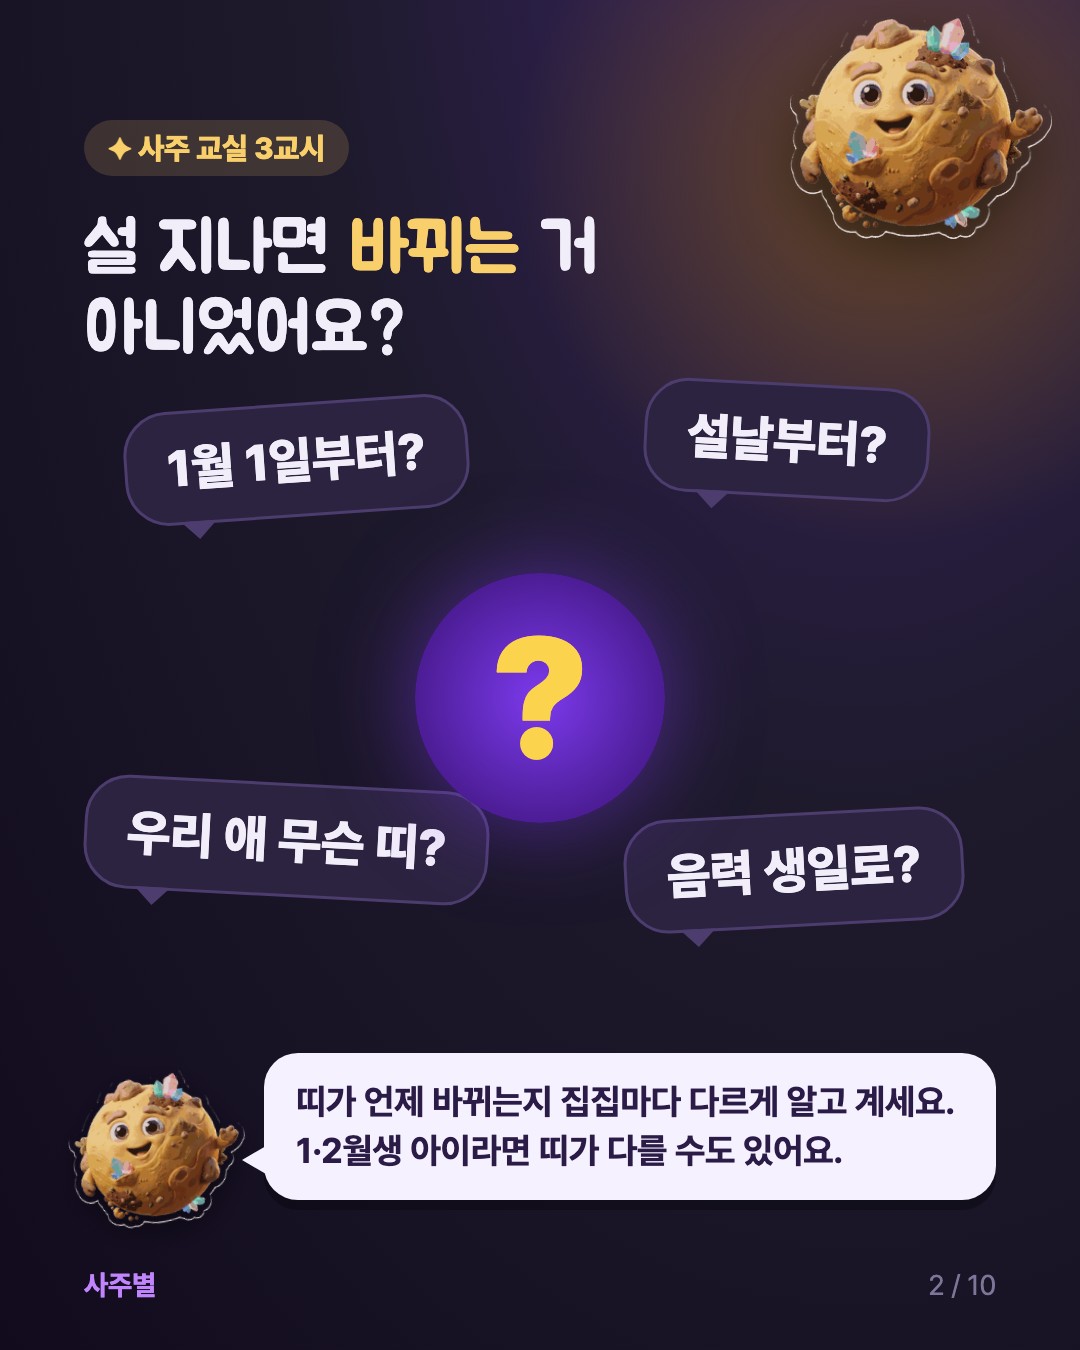 ✦ 사주 교실 3교시
설 지나면 바뀌는 거
아니었어요?
1월 1일부터?
설날부터?
?
우리 애 무슨 띠?
음력 생일로?
띠가 언제 바뀌는지 집집마다 다르게 알고 계세요.
1·2월생 아이라면 띠가 다를 수도 있어요.
사주별
2 / 10